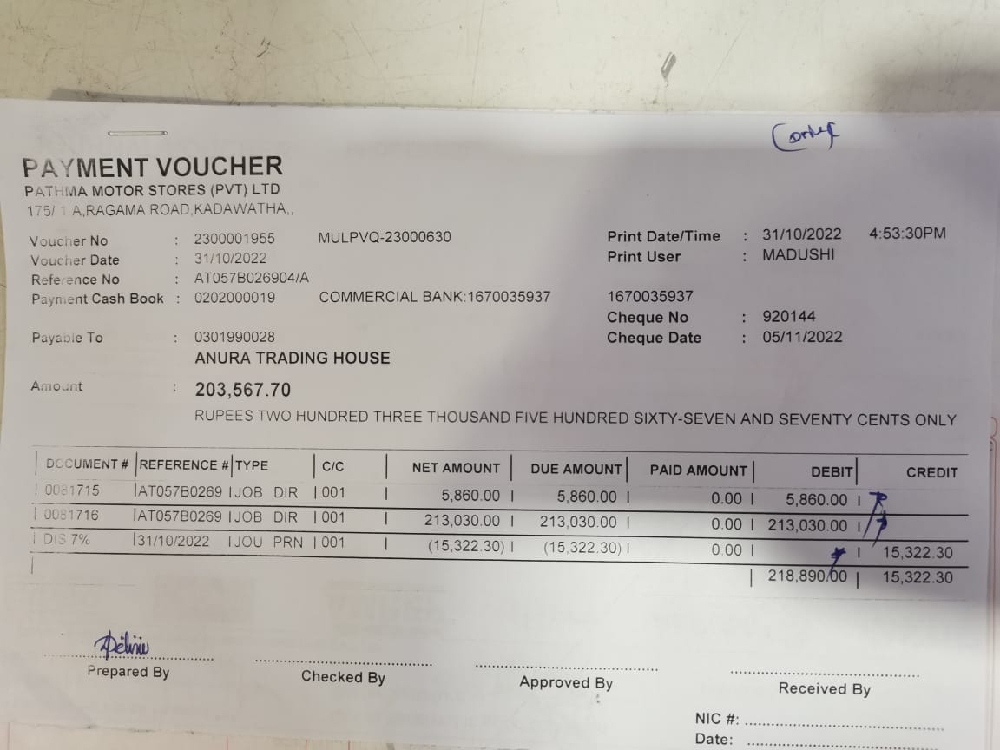 PAYMENT VOUCHER
PATHMA MOTOR STORES (PVT) LTD
175/1 A,RAGAMA ROAD,KADAWATHA,.
Voucher No : 2300001955 MULPVQ-23000630 Print Date/Time : 31/10/2022 4:53:30PM
Voucher Date : 31/10/2022 Print User : MADUSHI
Reference No : AT057B026904/A
Payment Cash Book : 0202000019 COMMERCIAL BANK:1670035937 1670035937
Cheque No : 920144
Payable To : 0301990028 Cheque Date : 05/11/2022
ANURA TRADING HOUSE
Amount : 203,567.70
RUPEES TWO HUNDRED THREE THOUSAND FIVE HUNDRED SIXTY-SEVEN AND SEVENTY CENTS ONLY
DOCUMENT # REFERENCE # TYPE C/C NET AMOUNT DUE AMOUNT PAID AMOUNT DEBIT CREDIT
0081715 AT057B0269 JOB DIR 001 5,860.00 5,860.00 0.00 5,860.00
0081716 AT057B0269 JOB DIR 001 213,030.00 213,030.00 0.00 213,030.00
DIS 7% 31/10/2022 JOU PRN 001 (15,322.30) (15,322.30) 0.00 15,322.30
218,890.00 15,322.30
Prepared By Checked By Approved By Received By
NIC #:
Date: